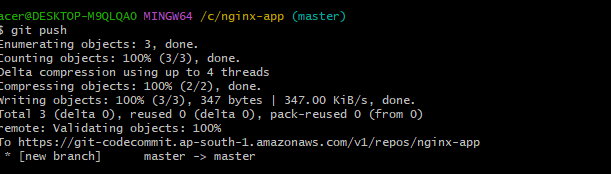 acer@DESKTOP-M9QLQAO MINGW64 /c/nginx-app (master)
$ git push
Enumerating objects: 3, done.
Counting objects: 100% (3/3), done.
Delta compression using up to 4 threads
Compressing objects: 100% (2/2), done.
Writing objects: 100% (3/3), 347 bytes | 347.00 KiB/s, done.
Total 3 (delta 0), reused 0 (delta 0), pack-reused 0 (from 0)
remote: Validating objects: 100%
To https://git-codecommit.ap-south-1.amazonaws.com/v1/repos/nginx-app
 * [new branch]      master -> master